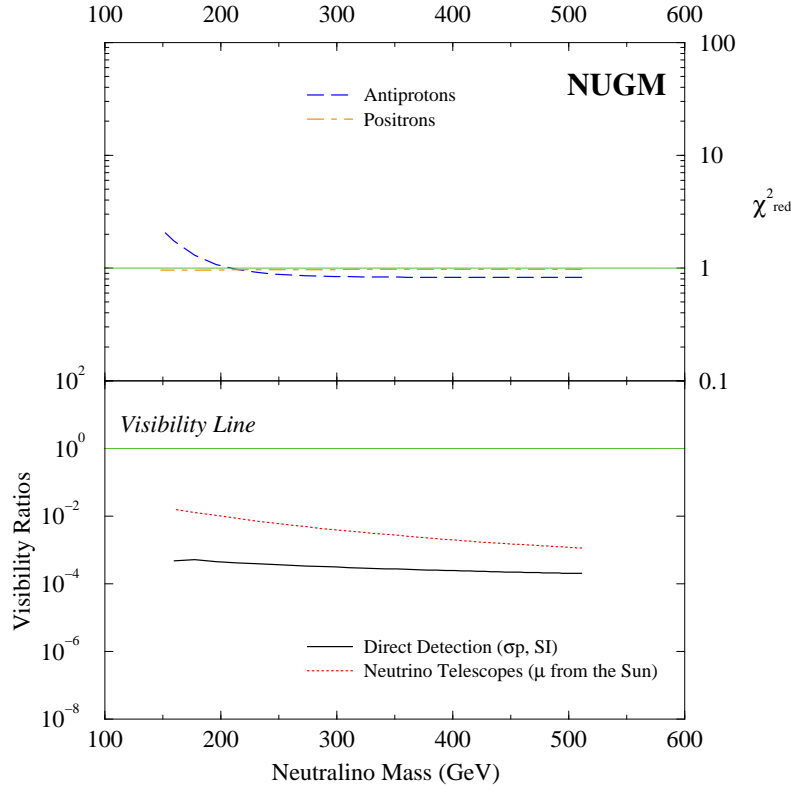 100 200 300 400 500 600
100
NUGM
Antiprotons
Positrons
10
χ²red
1
10² 0.1
Visibility Line
10⁰
10⁻²
Visibility Ratios
10⁻⁴
10⁻⁶
Direct Detection (σp, SI)
Neutrino Telescopes (μ from the Sun)
10⁻⁸
100 200 300 400 500 600
Neutralino Mass (GeV)